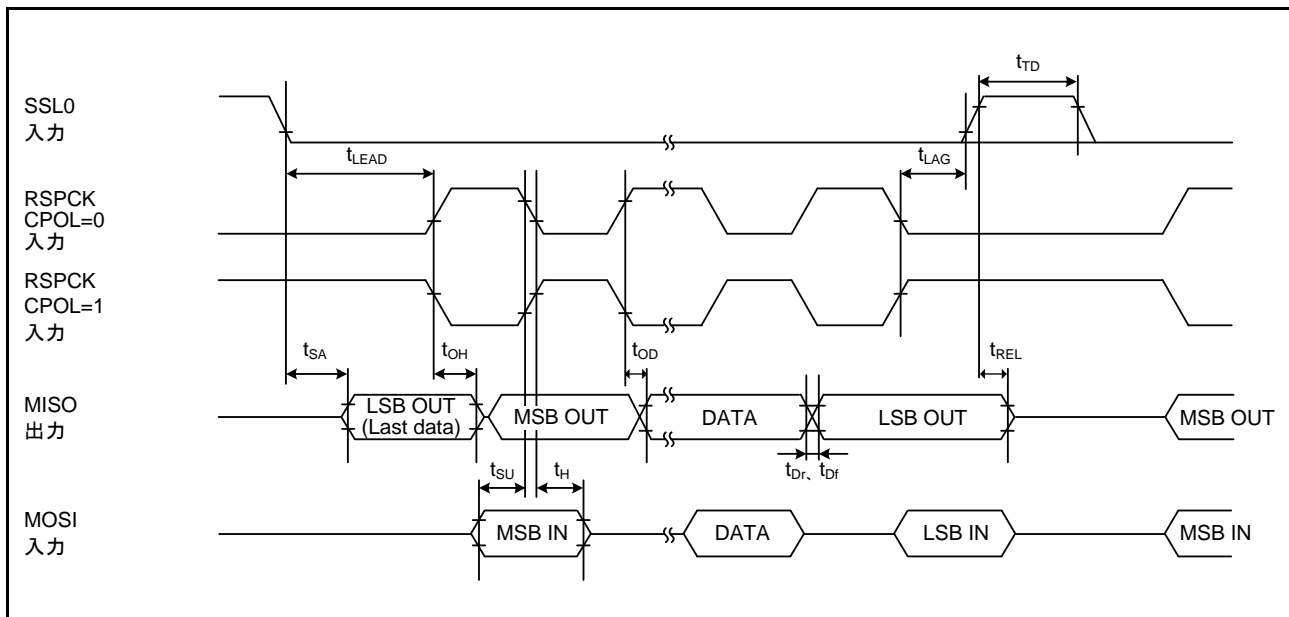 SSL0
入力
tTD
tLEAD
tLAG
RSPCK
CPOL=0
入力
RSPCK
CPOL=1
入力
tSA
tOH
tOD
tREL
MISO
出力
LSB OUT
(Last data)
MSB OUT
DATA
LSB OUT
MSB OUT
tSU
tH
tDr、tDf
MOSI
入力
MSB IN
DATA
LSB IN
MSB IN